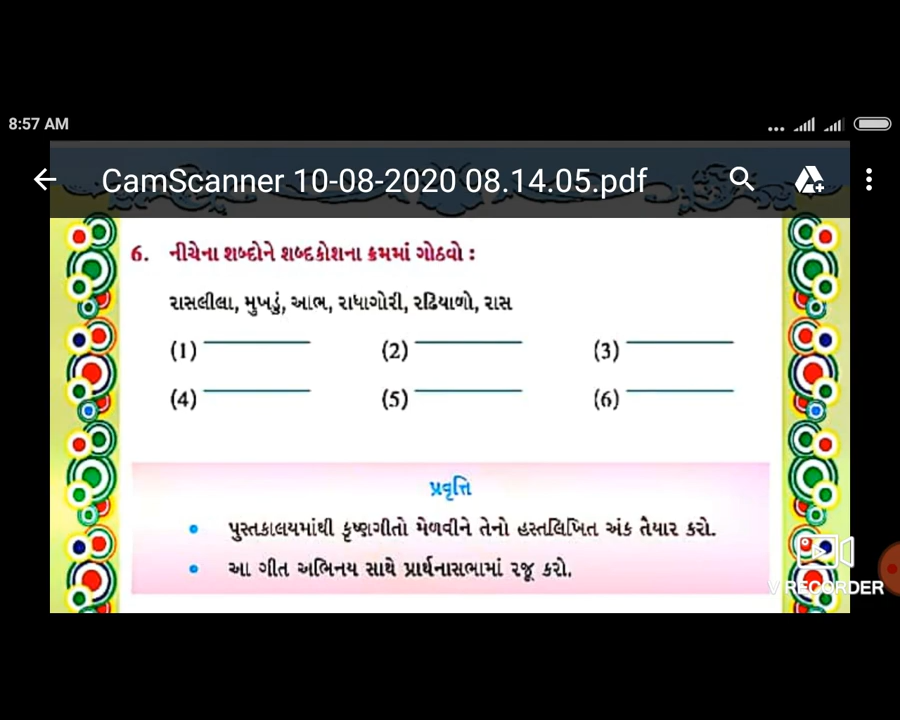 8:57 AM
CamScanner 10-08-2020 08.14.05.pdf
6. નીચેના શબ્દોને શબ્દકોશના ક્રમમાં ગોઠવો :
રાસલીલા, મુખડું, આભ, રાધાગોરી, રઢિયાળો, રાસ
(1) (2) (3)
(4) (5) (6)
પ્રવૃત્તિ
• પુસ્તકાલયમાંથી કૃષ્ણગીતો મેળવીને તેનો હસ્તલિખિત અંક તૈયાર કરો.
• આ ગીત અભિનય સાથે પ્રાર્થનાસભામાં રજૂ કરો.
V RECORDER